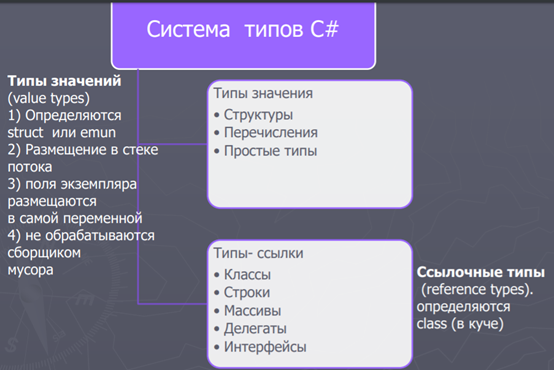 Система типов C#
Типы значений
(value types)
1) Определяются
struct или emun
2) Размещение в стеке
потока
3) поля экземпляра
размещаются
в самой переменной
4) не обрабатываются
сборщиком
мусора
Типы значения
• Структуры
• Перечисления
• Простые типы
Типы- ссылки
• Классы
• Строки
• Массивы
• Делегаты
• Интерфейсы
Ссылочные типы
(reference types).
определяются
class (в куче)